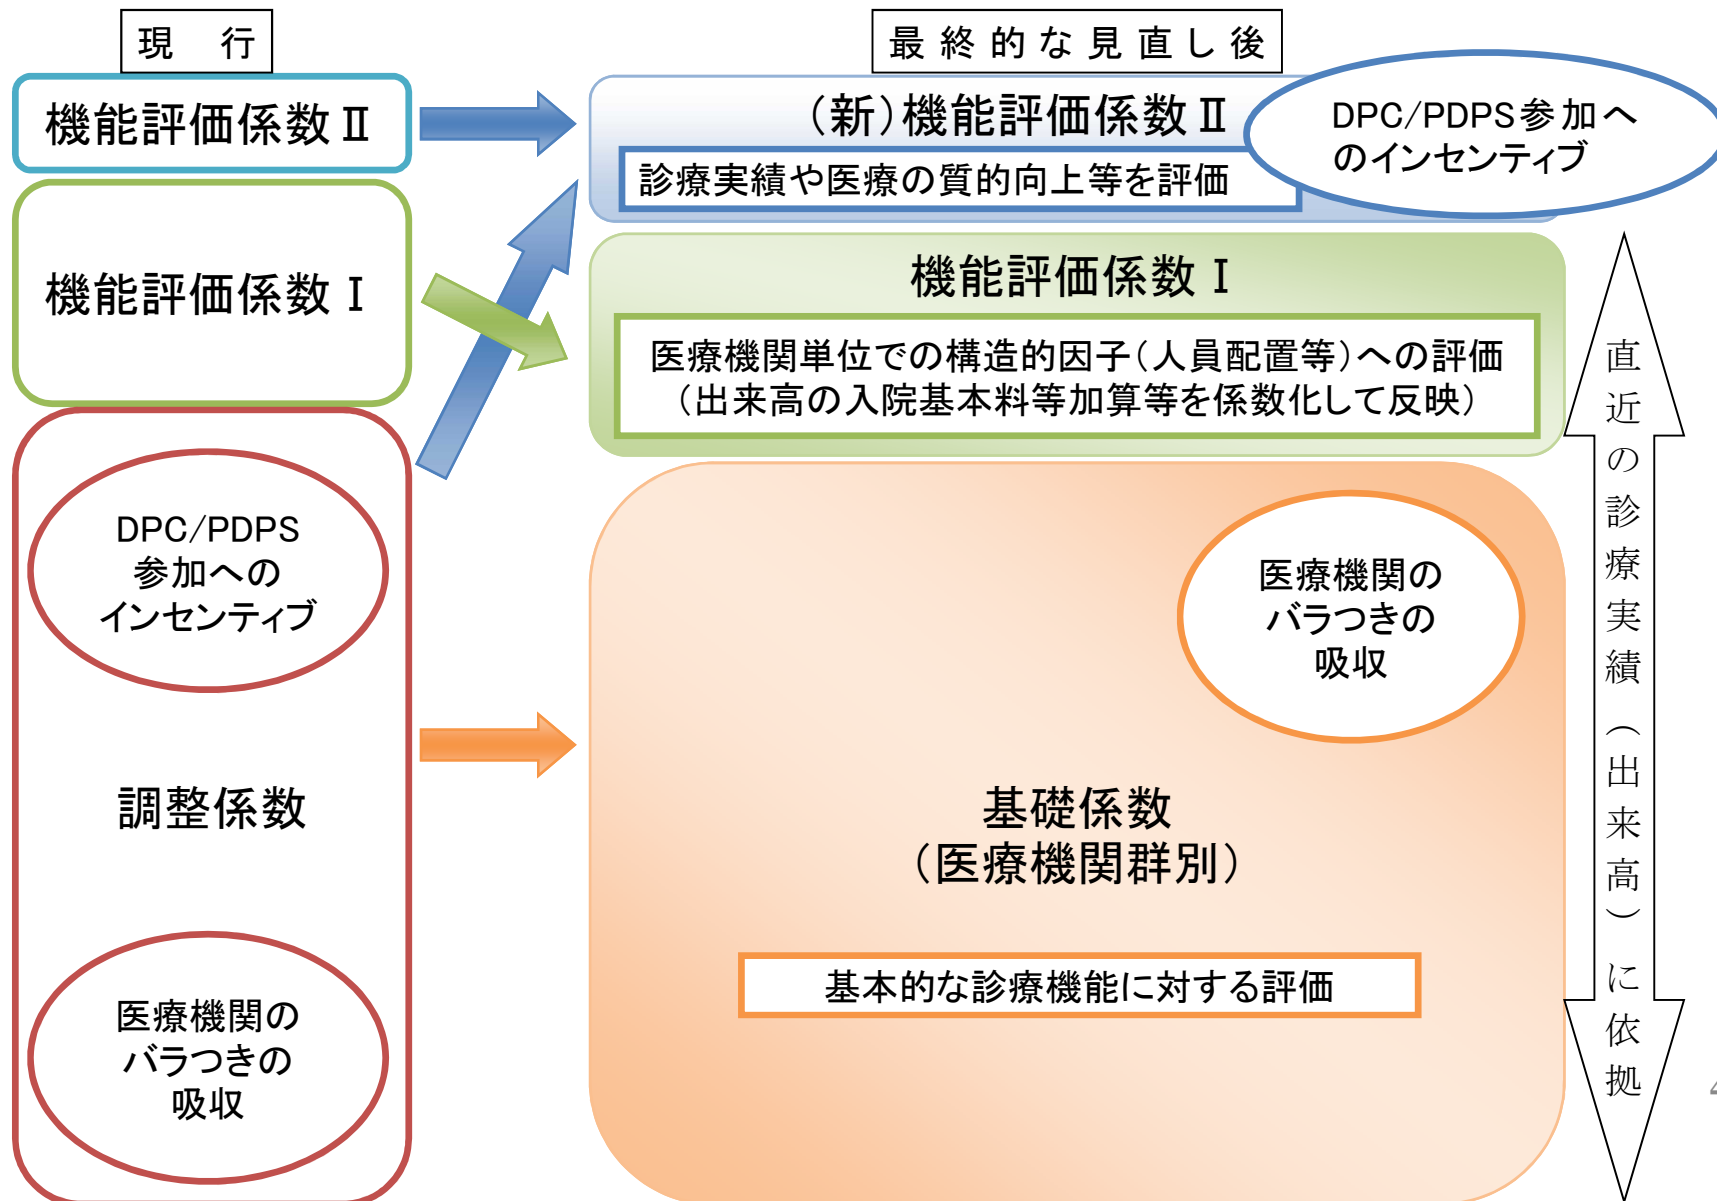 現　行
機能評価係数Ⅱ
機能評価係数Ⅰ
DPC/PDPS
参加への
インセンティブ
調整係数
医療機関の
バラつきの
吸収
最終的な見直し後
（新）機能評価係数Ⅱ
診療実績や医療の質的向上等を評価
DPC/PDPS参加へ
のインセンティブ
機能評価係数Ⅰ
医療機関単位での構造的因子（人員配置等）への評価
（出来高の入院基本料等加算等を係数化して反映）
医療機関の
バラつきの
吸収
基礎係数
（医療機関群別）
基本的な診療機能に対する評価
直近の診療実績（出来高）に依拠